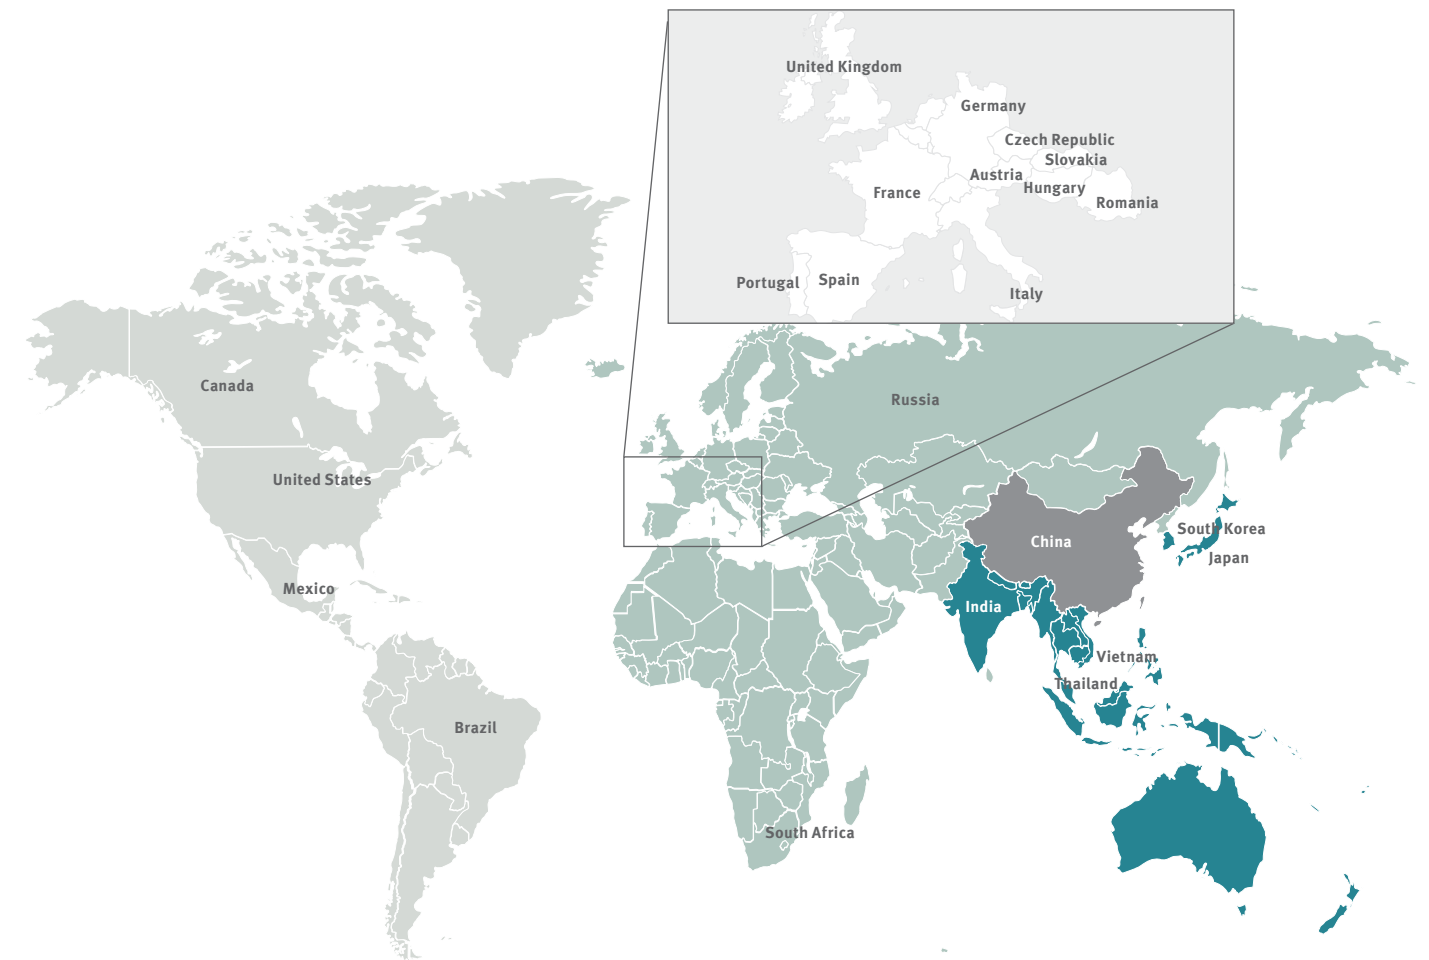 United Kingdom
Germany
Czech Republic
Slovakia
Austria
Hungary
France
Romania
Portugal
Spain
Italy
Canada
Russia
United States
South Korea
China
Japan
Mexico
India
Vietnam
Thailand
Brazil
South Africa